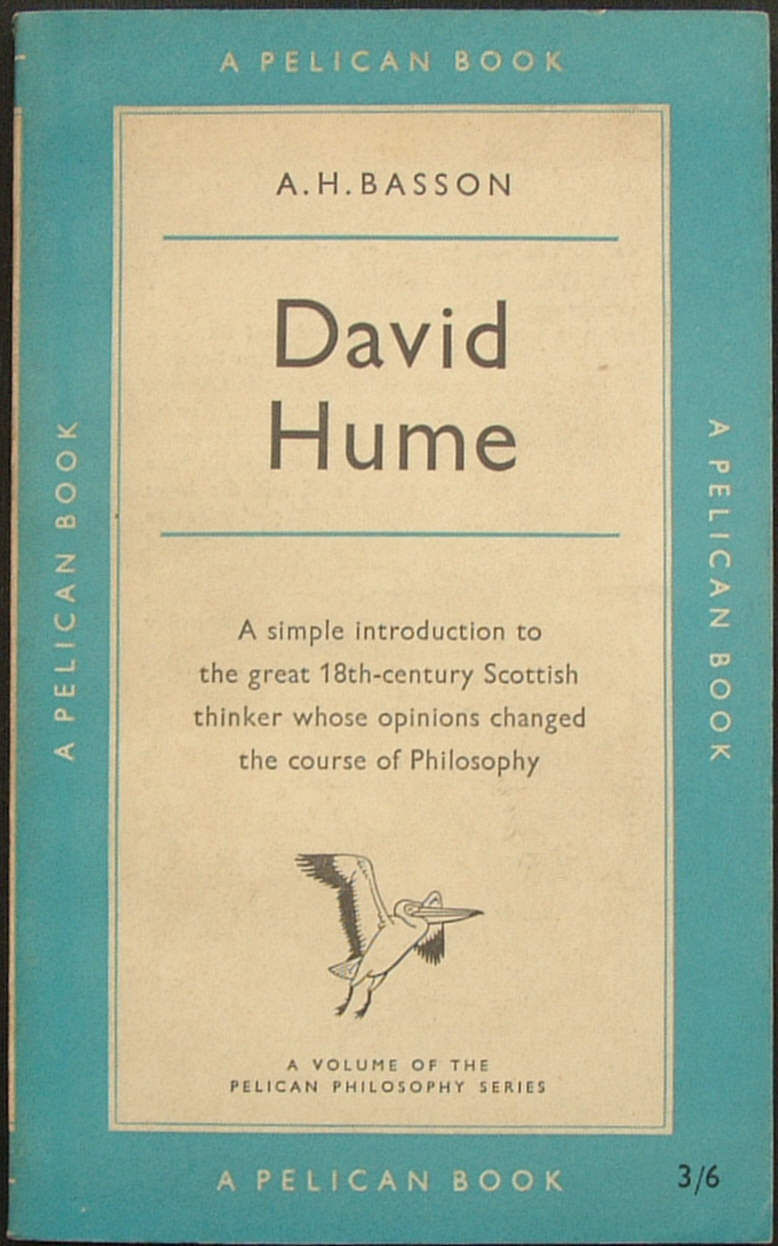 A PELICAN BOOK
A.H.BASSON
David
Hume
A PELICAN BOOK
A PELICAN BOOK
A simple introduction to
the great 18th-century Scottish
thinker whose opinions changed
the course of Philosophy
A VOLUME OF THE
PELICAN PHILOSOPHY SERIES
A PELICAN BOOK
3/6